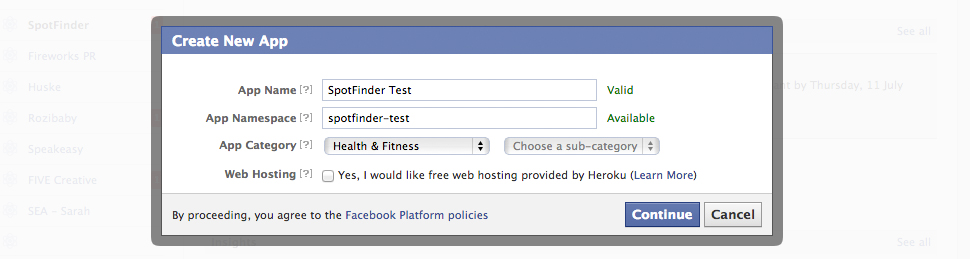 SpotFinder
Fireworks PR
Huske
Rozibaby
Speakeasy
FiVE Creative
SEA - Sarah
See all
by Thursday, 11 July
Insights
See all
Create New App
App Name [?] SpotFinder Test Valid
App Namespace [?] spotfinder-test Available
App Category [?] Health & Fitness Choose a sub-category
Web Hosting [?] Yes, I would like free web hosting provided by Heroku (Learn More)
By proceeding, you agree to the Facebook Platform policies Continue Cancel